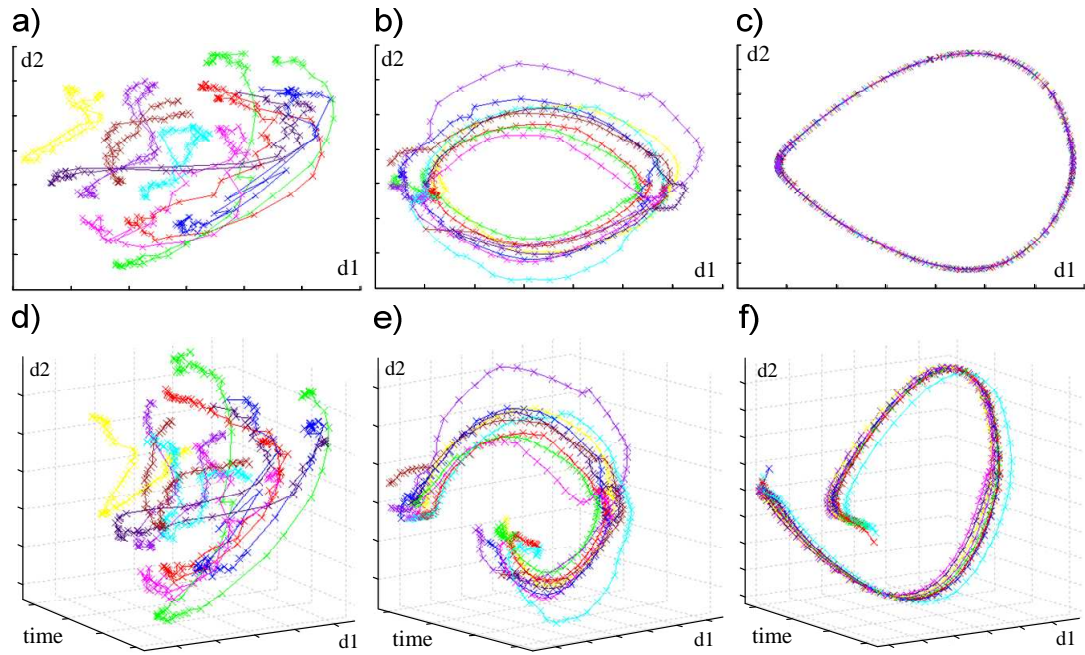 a) b) c)
d2 d2 d2
d1 d1 d1
d) e) f)
d2 d2 d2
time d1 time d1 time d1